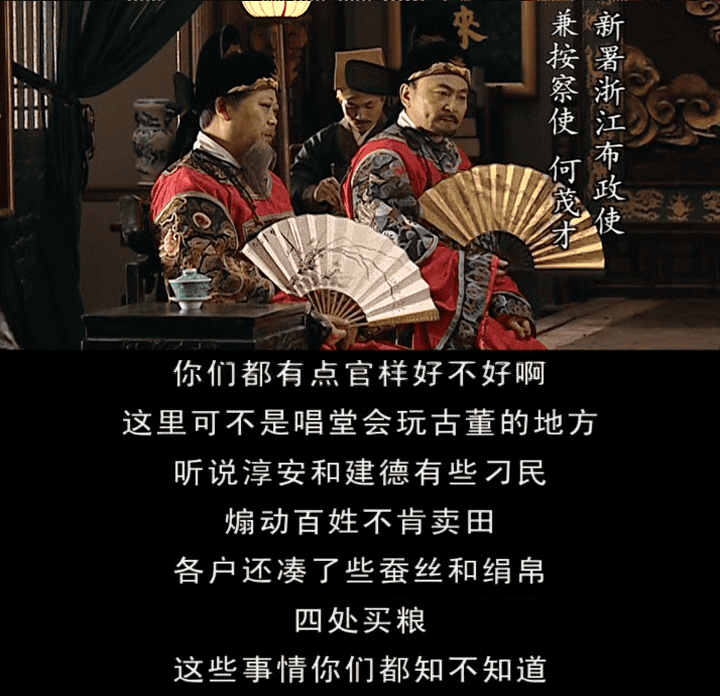 來
新署浙江布政使
兼按察使 何茂才
你们都有点官样好不好啊
这里可不是唱堂会玩古董的地方
听说淳安和建德有些刁民
煽动百姓不肯卖田
各户还凑了些蚕丝和绢帛
四处买粮
这些事情你们都知不知道